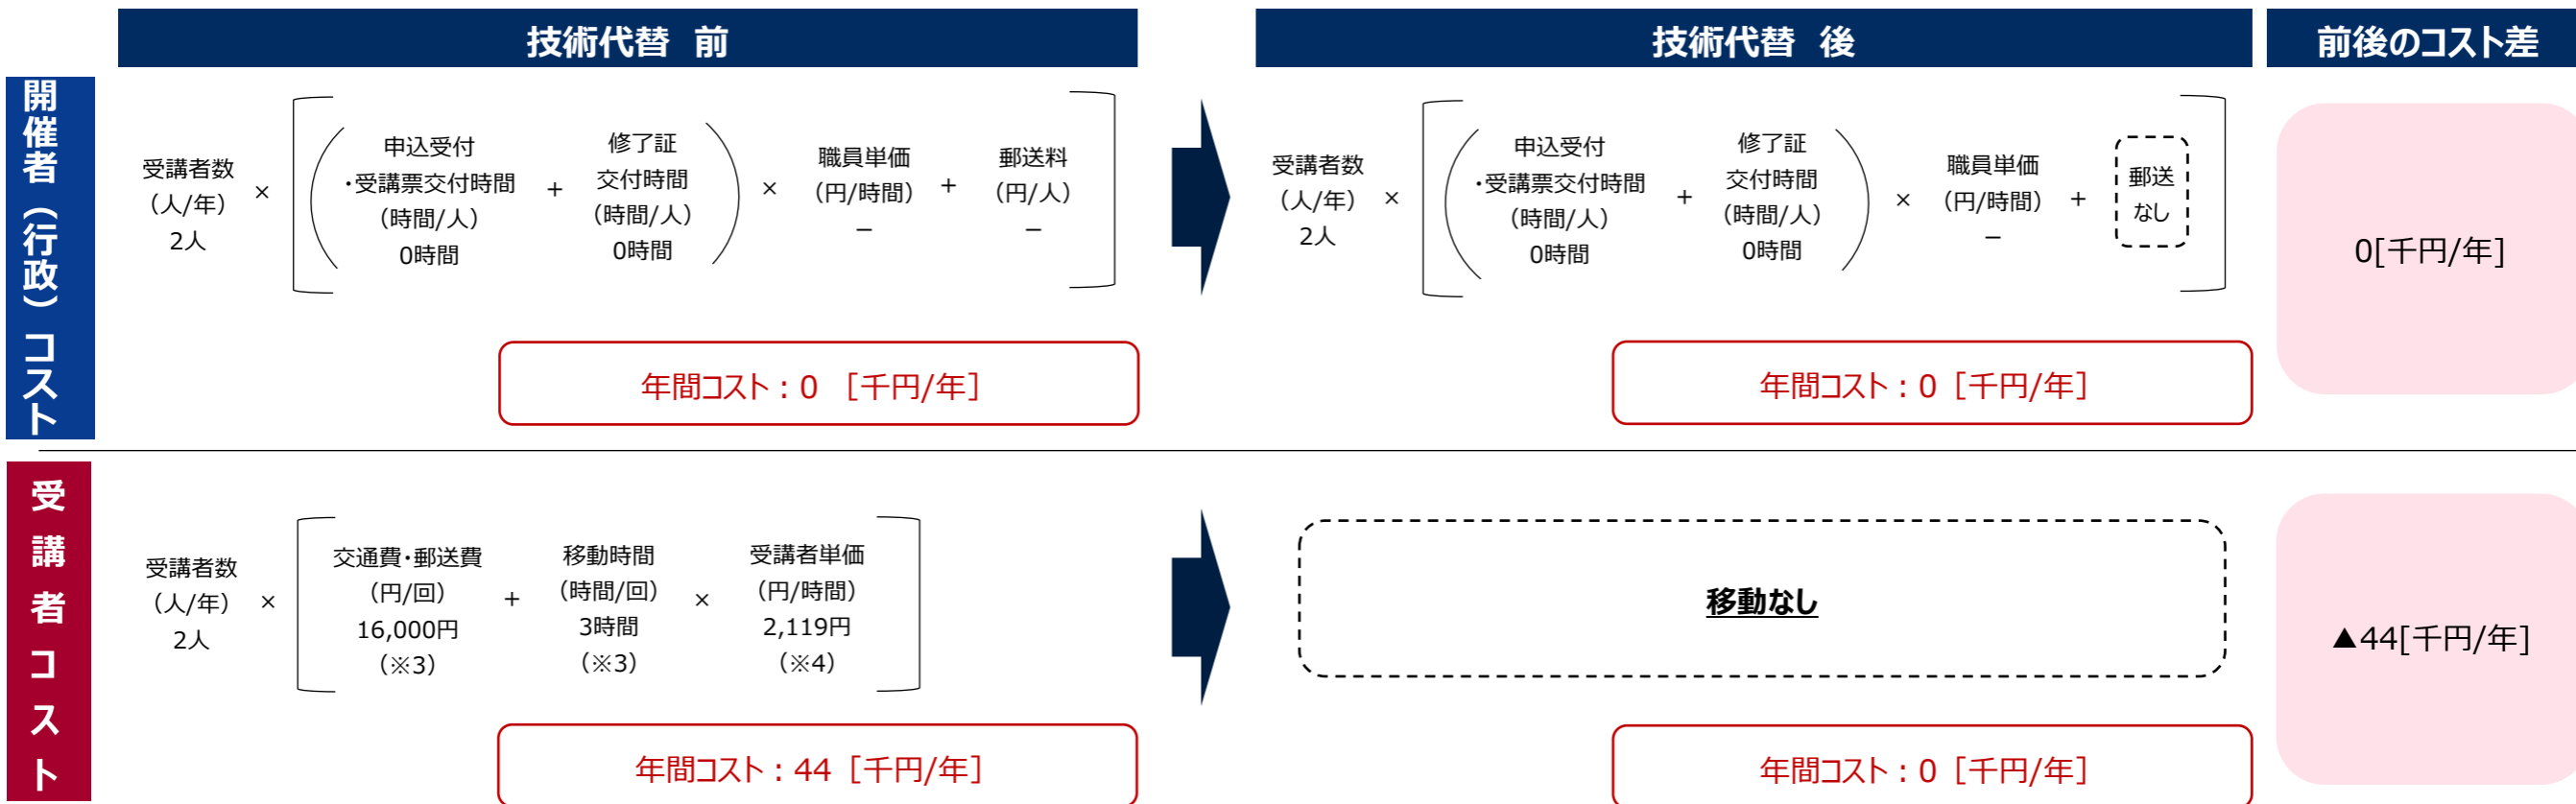 技術代替 前
技術代替 後
前後のコスト差
開催者（行政）コスト
受講者数
（人/年）
2人
×
申込受付
・受講票交付時間
（時間/人）
0時間
+
修了証
交付時間
（時間/人）
0時間
×
職員単価
（円/時間）
－
+
郵送料
（円/人）
－
年間コスト：0 ［千円/年］
受講者数
（人/年）
2人
×
申込受付
・受講票交付時間
（時間/人）
0時間
+
修了証
交付時間
（時間/人）
0時間
×
職員単価
（円/時間）
－
+
郵送
なし
年間コスト：0［千円/年］
0[千円/年]
受講者コスト
受講者数
（人/年）
2人
×
交通費・郵送費
（円/回）
16,000円
（※3）
+
移動時間
（時間/回）
3時間
（※3）
×
受講者単価
（円/時間）
2,119円
（※4）
年間コスト：44［千円/年］
移動なし
年間コスト：0［千円/年］
▲44[千円/年]